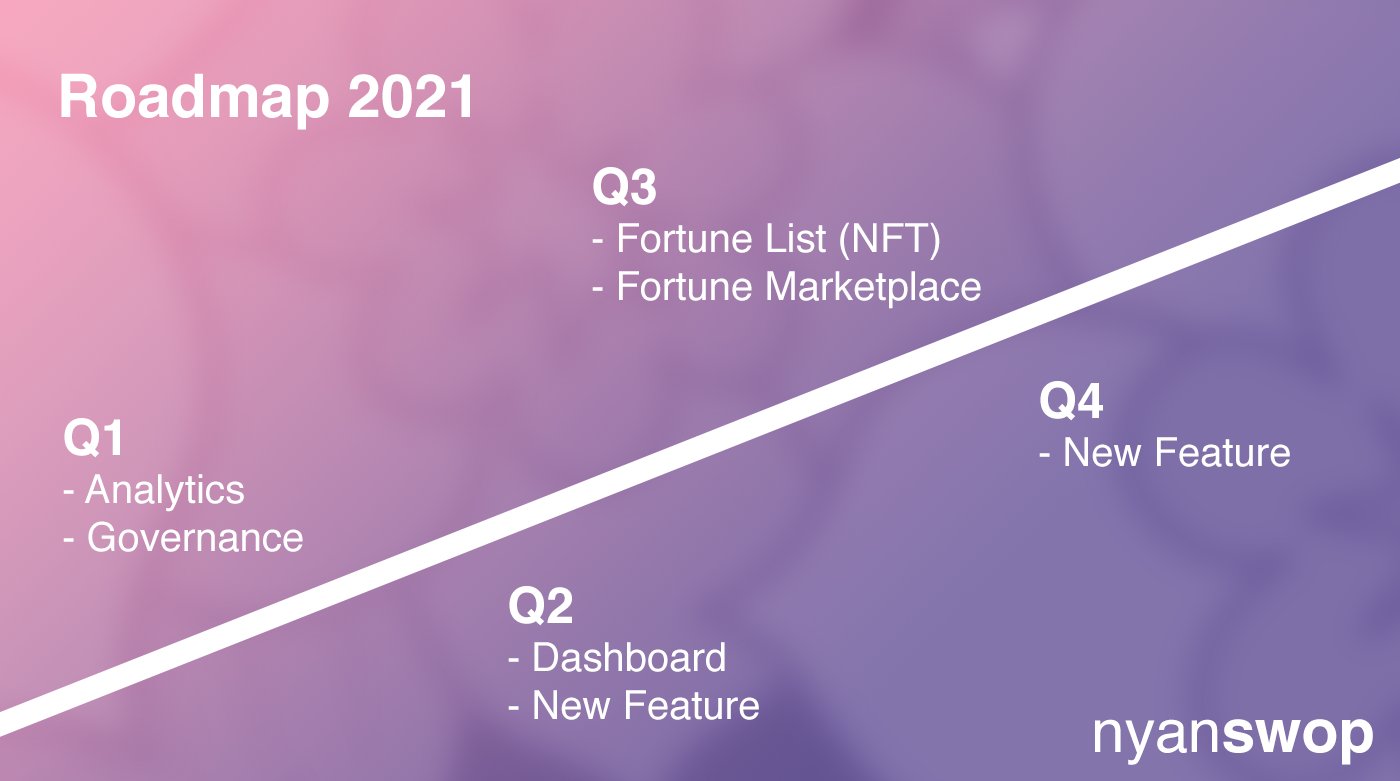 Roadmap 2021
Q1
- Analytics
- Governance
Q2
- Dashboard
- New Feature
Q3
- Fortune List (NFT)
- Fortune Marketplace
Q4
- New Feature
nyanswop